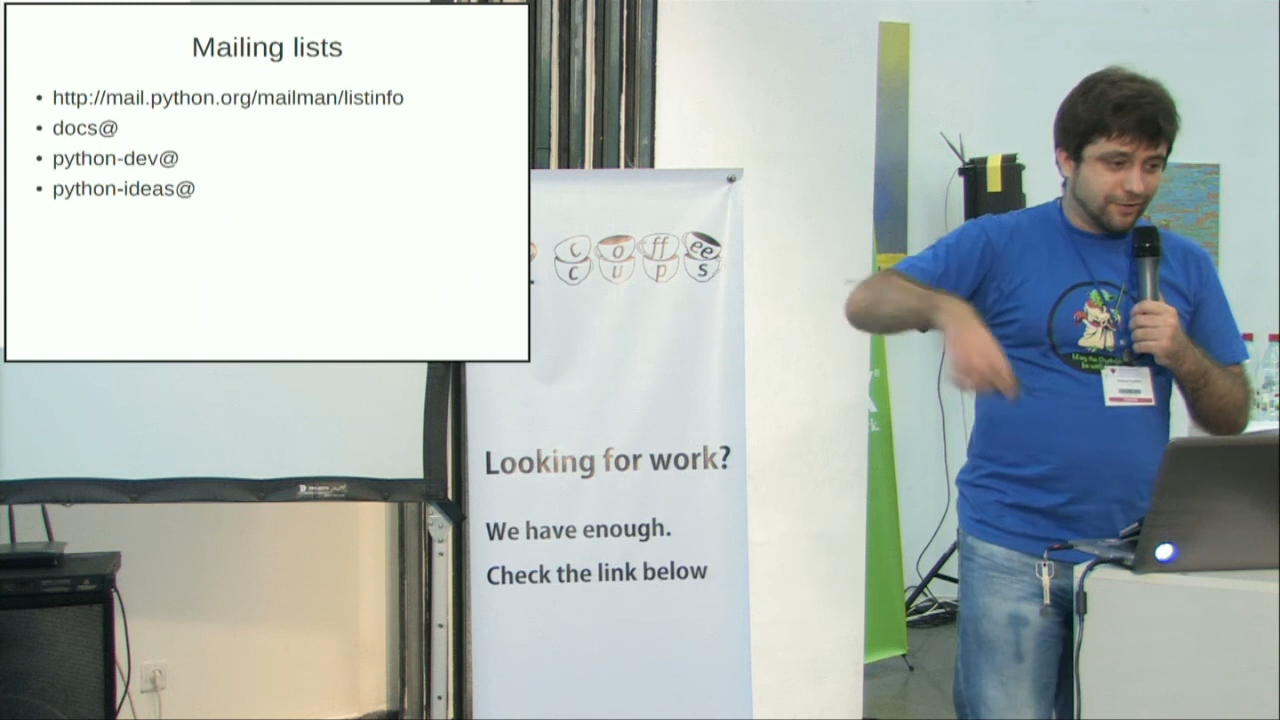 Mailing lists
• http://mail.python.org/mailman/listinfo
• docs@
• python-dev@
• python-ideas@
c o ff ee
c u p s
Looking for work?
We have enough.
Check the link below